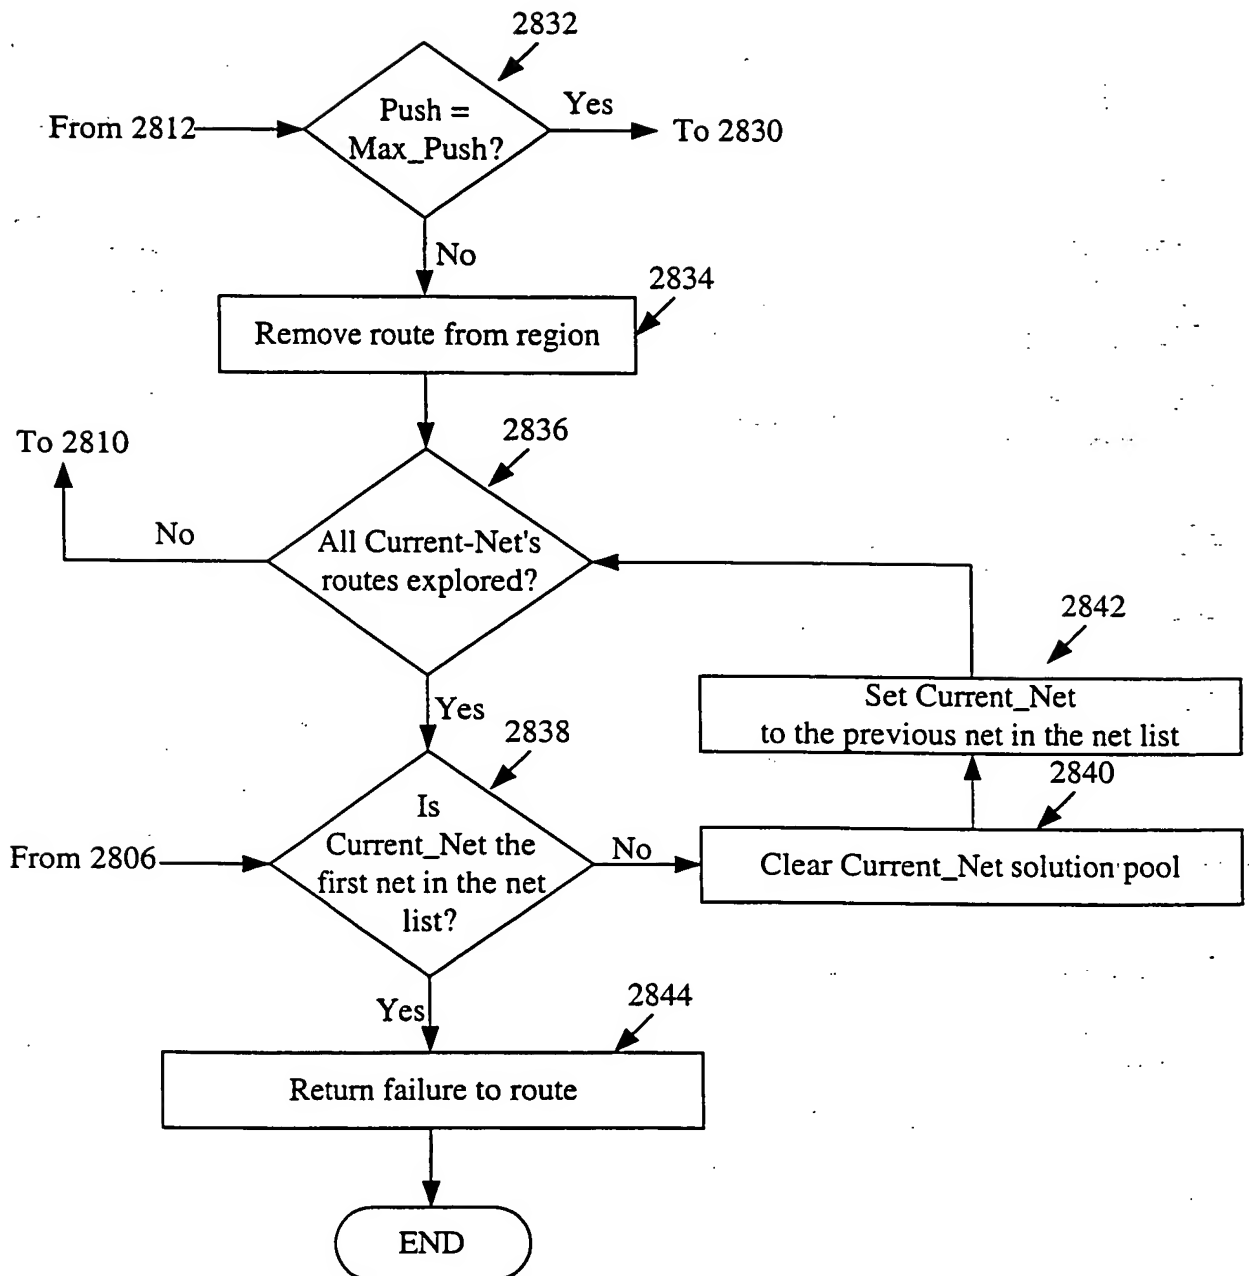 2832
Push =
Max_Push?
From 2812
Yes
To 2830
No
2834
Remove route from region
To 2810
2836
No
All Current-Net's
routes explored?
2842
Set Current_Net
to the previous net in the net list
Yes
2838
2840
Is
Current_Net the
first net in the net
list?
From 2806
No
Clear Current_Net solution pool
Yes
2844
Return failure to route
END